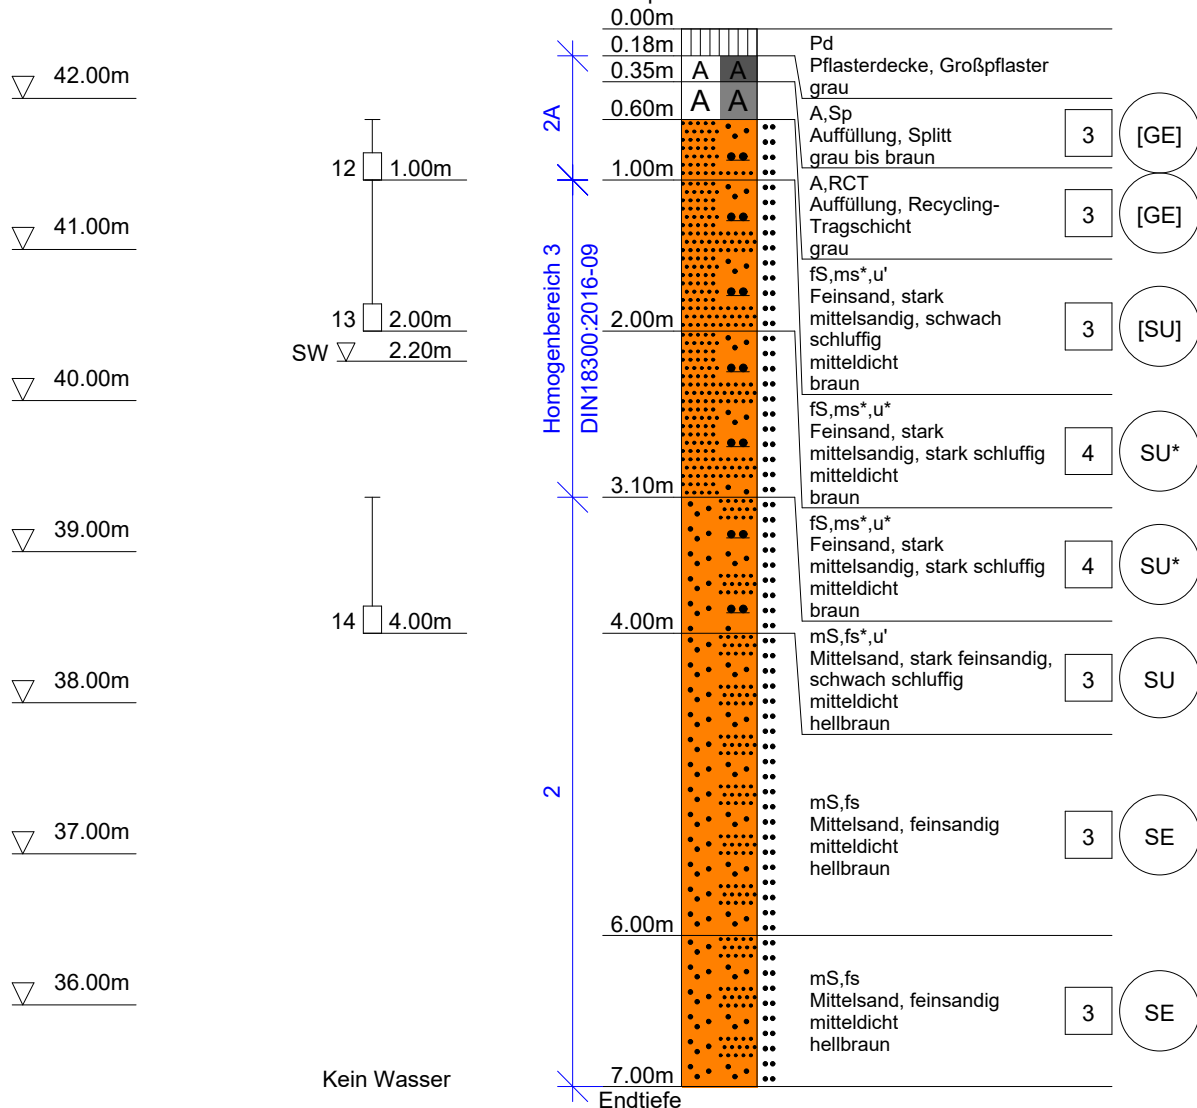 42.00m
41.00m
40.00m
39.00m
38.00m
37.00m
36.00m
12 1.00m
13 2.00m
SW 2.20m
14 4.00m
Kein Wasser
2A
Homogenbereich 3
DIN18300:2016-09
2
0.00m
0.18m
0.35m
0.60m
1.00m
2.00m
3.10m
4.00m
6.00m
7.00m
Endtiefe
A A
A A
Pd
Pflasterdecke, Großpflaster
grau
A,Sp
Auffüllung, Splitt
grau bis braun
3 [GE]
A,RCT
Auffüllung, Recycling-
Tragschicht
grau
3 [GE]
fS,ms*,u'
Feinsand, stark
mittelsandig, schwach
schluffig
mitteldicht
braun
3 [SU]
fS,ms*,u*
Feinsand, stark
mittelsandig, stark schluffig
mitteldicht
braun
4 SU*
fS,ms*,u*
Feinsand, stark
mittelsandig, stark schluffig
mitteldicht
braun
4 SU*
mS,fs*,u'
Mittelsand, stark feinsandig,
schwach schluffig
mitteldicht
hellbraun
3 SU
mS,fs
Mittelsand, feinsandig
mitteldicht
hellbraun
3 SE
mS,fs
Mittelsand, feinsandig
mitteldicht
hellbraun
3 SE